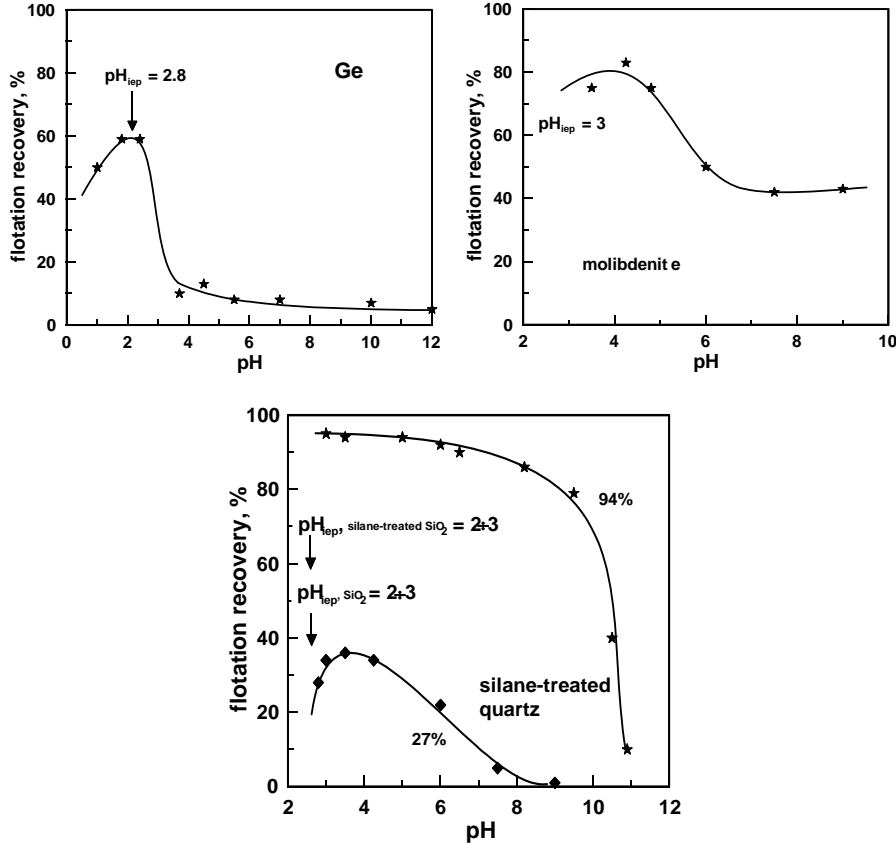 100
80
60
40
20
0
flotation recovery, %
pHiep = 2.8
Ge
0 2 4 6 8 10 12
pH
100
80
60
40
20
0
flotation recovery, %
pHiep = 3
molibdenit e
2 4 6 8 10
pH
100
80
60
40
20
0
flotation recovery, %
94%
pHiep, silane-treated SiO2 = 2÷3
pHiep, SiO2 = 2÷3
silane-treated
quartz
27%
2 4 6 8 10 12
pH